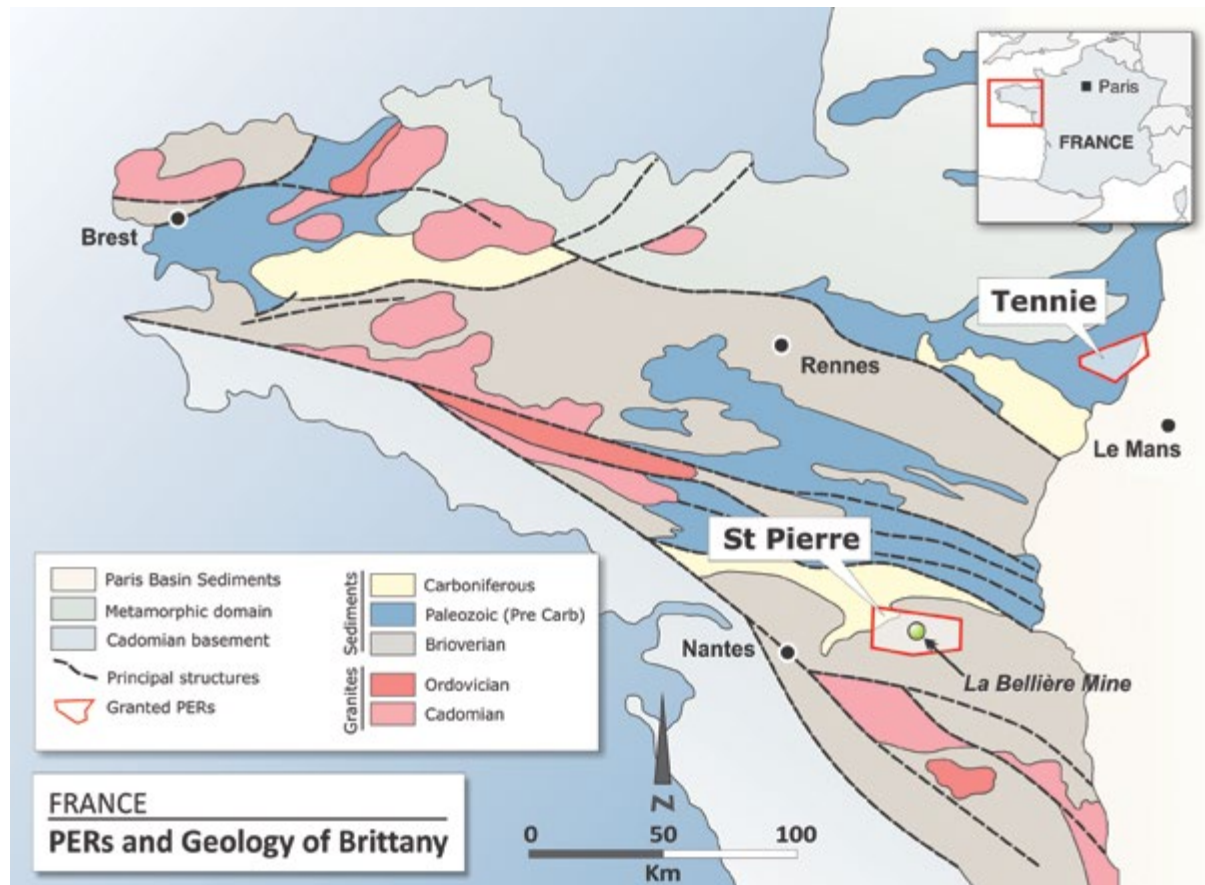 Paris
FRANCE
Brest
Tennie
Rennes
Le Mans
St Pierre
Nantes
La Bellière Mine
Paris Basin Sediments
Metamorphic domain
Cadomian basement
Principal structures
Granted PERs
Sediments
Carboniferous
Paleozoic (Pre Carb)
Brioverian
Granites
Ordovician
Cadomian
N
0 50 100
Km
FRANCE
PERs and Geology of Brittany